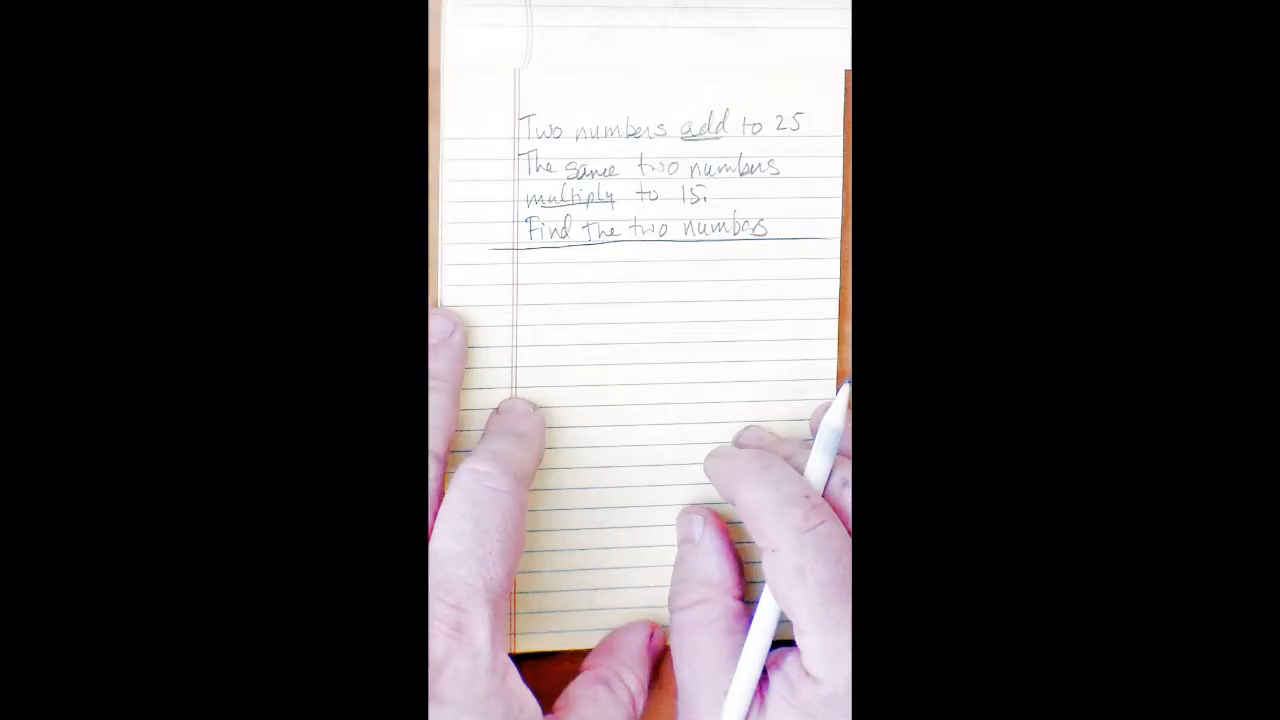 Two numbers add to 25
The same two numbers
multiply to 15.
Find the two numbers